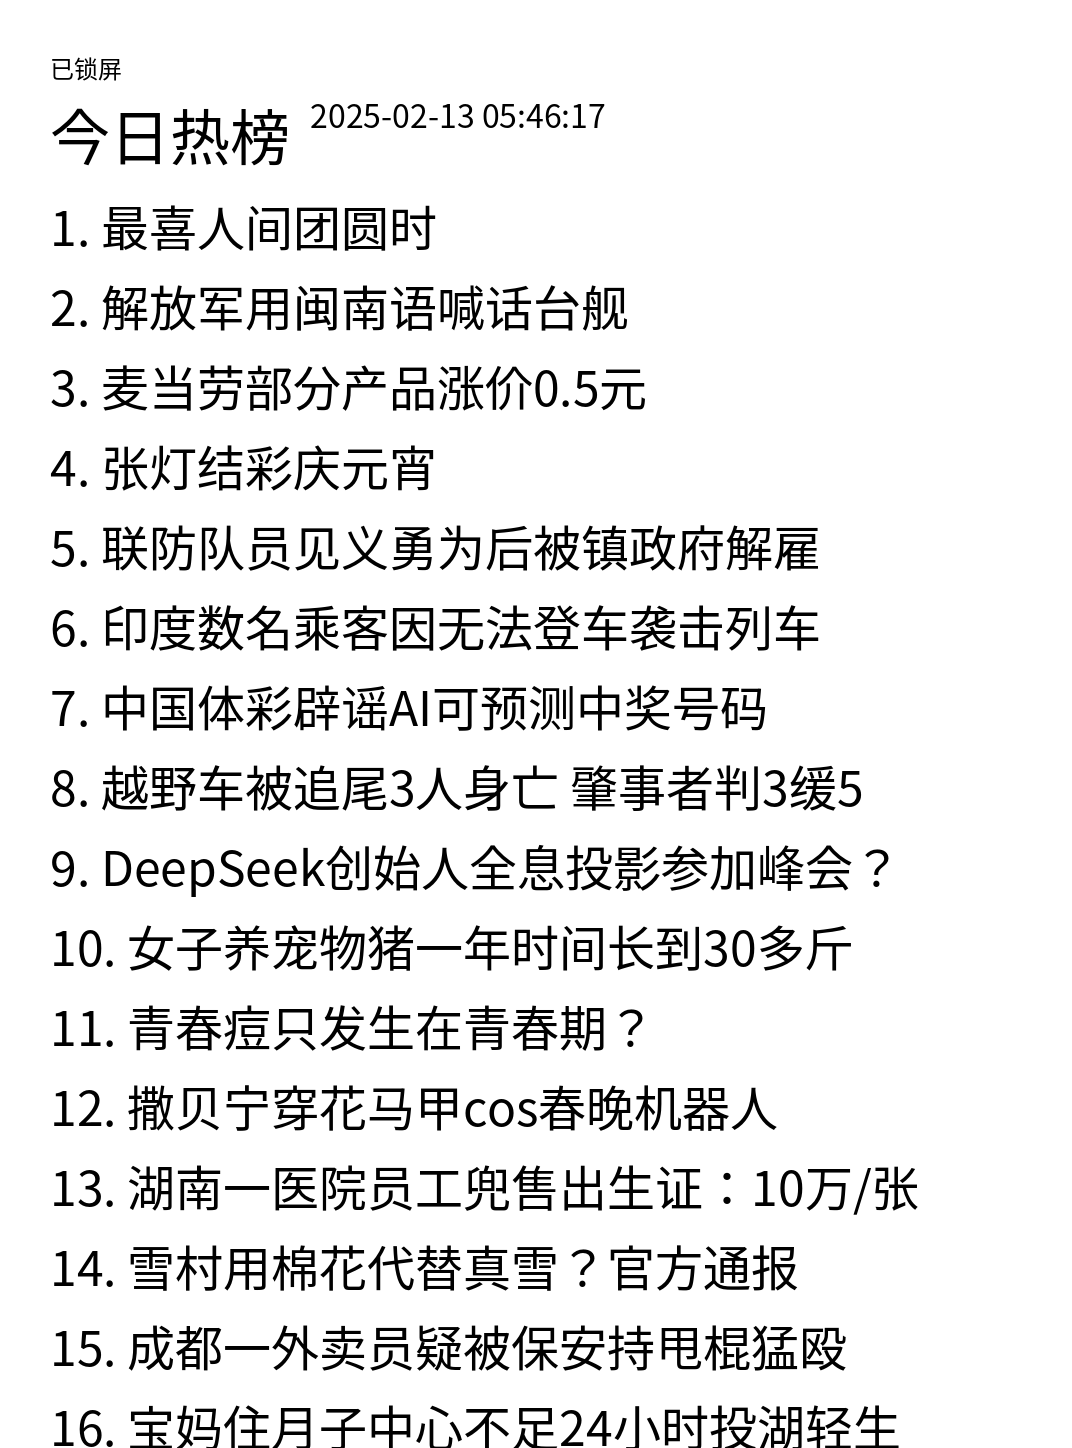 已锁屏
今日热榜 2025-02-13 05:46:17
1. 最喜人间团圆时
2. 解放军用闽南语喊话台舰
3. 麦当劳部分产品涨价0.5元
4. 张灯结彩庆元宵
5. 联防队员见义勇为后被镇政府解雇
6. 印度数名乘客因无法登车袭击列车
7. 中国体彩辟谣AI可预测中奖号码
8. 越野车被追尾3人身亡 肇事者判3缓5
9. DeepSeek创始人全息投影参加峰会？
10. 女子养宠物猪一年时间长到30多斤
11. 青春痘只发生在青春期？
12. 撒贝宁穿花马甲cos春晚机器人
13. 湖南一医院员工兜售出生证：10万/张
14. 雪村用棉花代替真雪？官方通报
15. 成都一外卖员疑被保安持甩棍猛殴
16. 宝妈住月子中心不足24小时投湖轻生